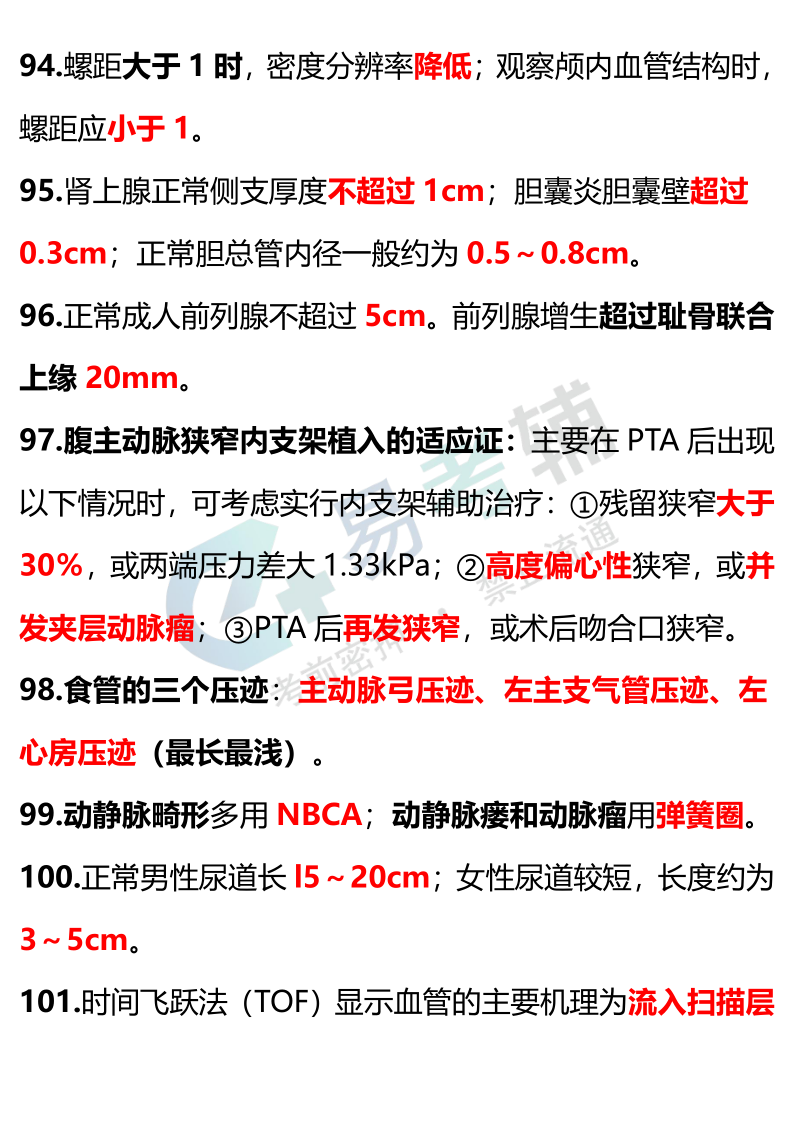 94.螺距大于 1 时，密度分辨率降低；观察颅内血管结构时，
螺距应小于 1。
95.肾上腺正常侧支厚度不超过 1cm；胆囊炎胆囊壁超过
0.3cm；正常胆总管内径一般约为 0.5～0.8cm。
96.正常成人前列腺不超过 5cm。前列腺增生超过耻骨联合
上缘 20mm。
97.腹主动脉狭窄内支架植入的适应证：主要在 PTA 后出现
以下情况时，可考虑实行内支架辅助治疗：①残留狭窄大于
30%，或两端压力差大 1.33kPa；②高度偏心性狭窄，或并
发夹层动脉瘤；③PTA 后再发狭窄，或术后吻合口狭窄。
98.食管的三个压迹：主动脉弓压迹、左主支气管压迹、左
心房压迹（最长最浅）。
99.动静脉畸形多用 NBCA；动静脉瘘和动脉瘤用弹簧圈。
100.正常男性尿道长 l5～20cm；女性尿道较短，长度约为
3～5cm。
101.时间飞跃法（TOF）显示血管的主要机理为流入扫描层
易考辅
考前密押·禁止流通